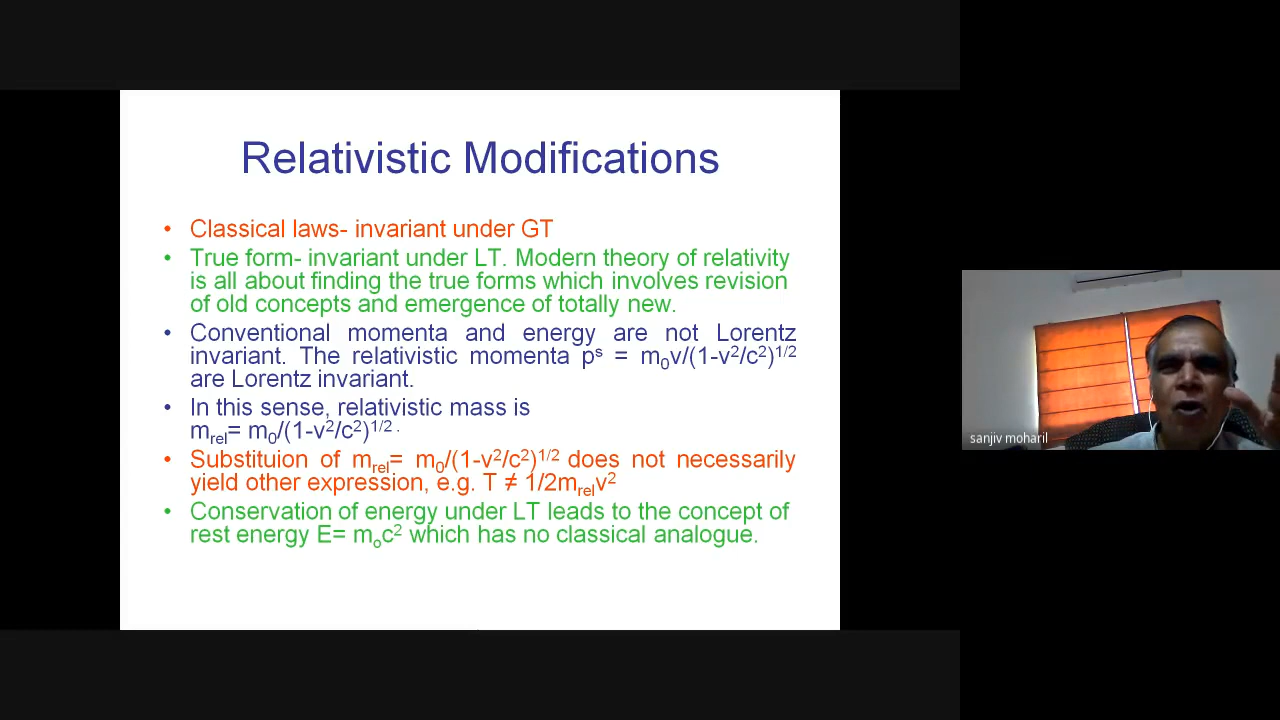 Relativistic Modifications
• Classical laws- invariant under GT
• True form- invariant under LT. Modern theory of relativity
is all about finding the true forms which involves revision
of old concepts and emergence of totally new.
• Conventional momenta and energy are not Lorentz
invariant. The relativistic momenta pˢ = m₀v/(1-v²/c²)¹/²
are Lorentz invariant.
• In this sense, relativistic mass is
mrel= m₀/(1-v²/c²)¹/² .
• Substituion of mrel= m₀/(1-v²/c²)¹/² does not necessarily
yield other expression, e.g. T ≠ 1/2mrelv²
• Conservation of energy under LT leads to the concept of
rest energy E= mₒc² which has no classical analogue.
sanjiv moharil